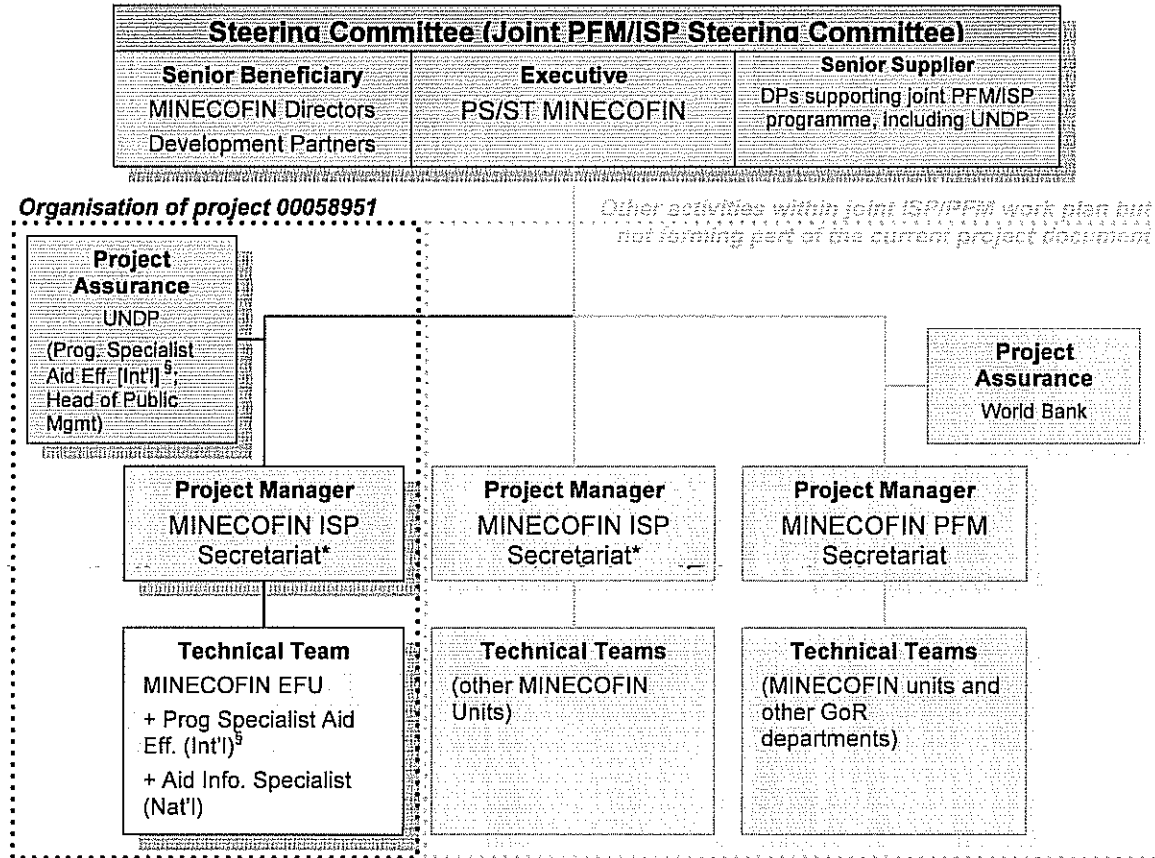 Steering Committee (Joint PFM/ISP Steering Committee)
Senior Beneficiary
MINECOFIN Directors
Development Partners
Executive
PS/ST MINECOFIN
Senior Supplier
DPs supporting joint PFM/ISP
programme, including UNDP
Organisation of project 00058951
Other activities within joint ISP/PFM work plan but
not forming part of the current project document
Project
Assurance
UNDP
(Prog. Specialist
Aid Eff. [Int'l] §;
Head of Public
Mgmt)
Project
Assurance
World Bank
Project Manager
MINECOFIN ISP
Secretariat*
Project Manager
MINECOFIN ISP
Secretariat*
Project Manager
MINECOFIN PFM
Secretariat
Technical Team
MINECOFIN EFU
+ Prog Specialist Aid
Eff. (Int'l)§
+ Aid Info. Specialist
(Nat'l)
Technical Teams
(other MINECOFIN
Units)
Technical Teams
(MINECOFIN units and
other GoR
departments)